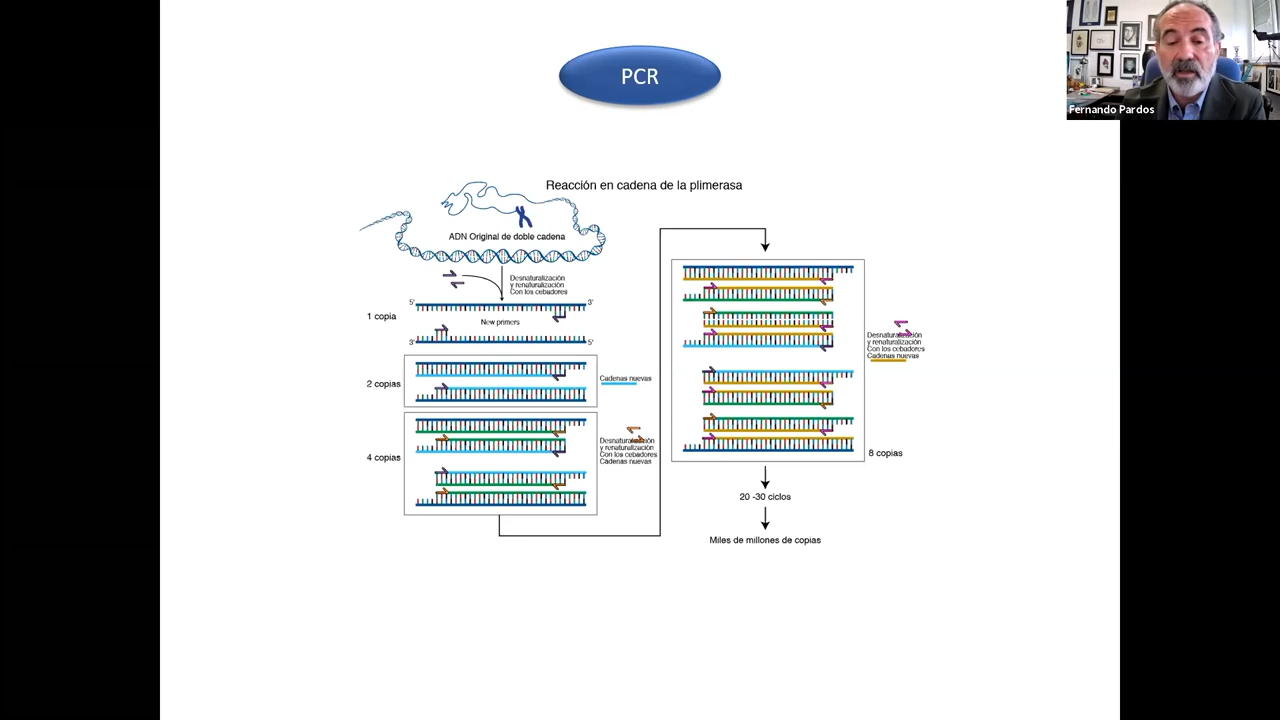 PCR
Fernando Pardos
Reacción en cadena de la plimerasa
ADN Original de doble cadena
Desnaturalización
y renaturalización
Con los cebadores
5'
3'
1 copia
New primers
3'
5'
2 copias
Cadenas nuevas
4 copias
Desnaturalización
y renaturalización
Con los cebadores
Cadenas nuevas
Desnaturalización
y renaturalización
Con los cebadores
Cadenas nuevas
8 copias
20 -30 ciclos
Miles de millones de copias